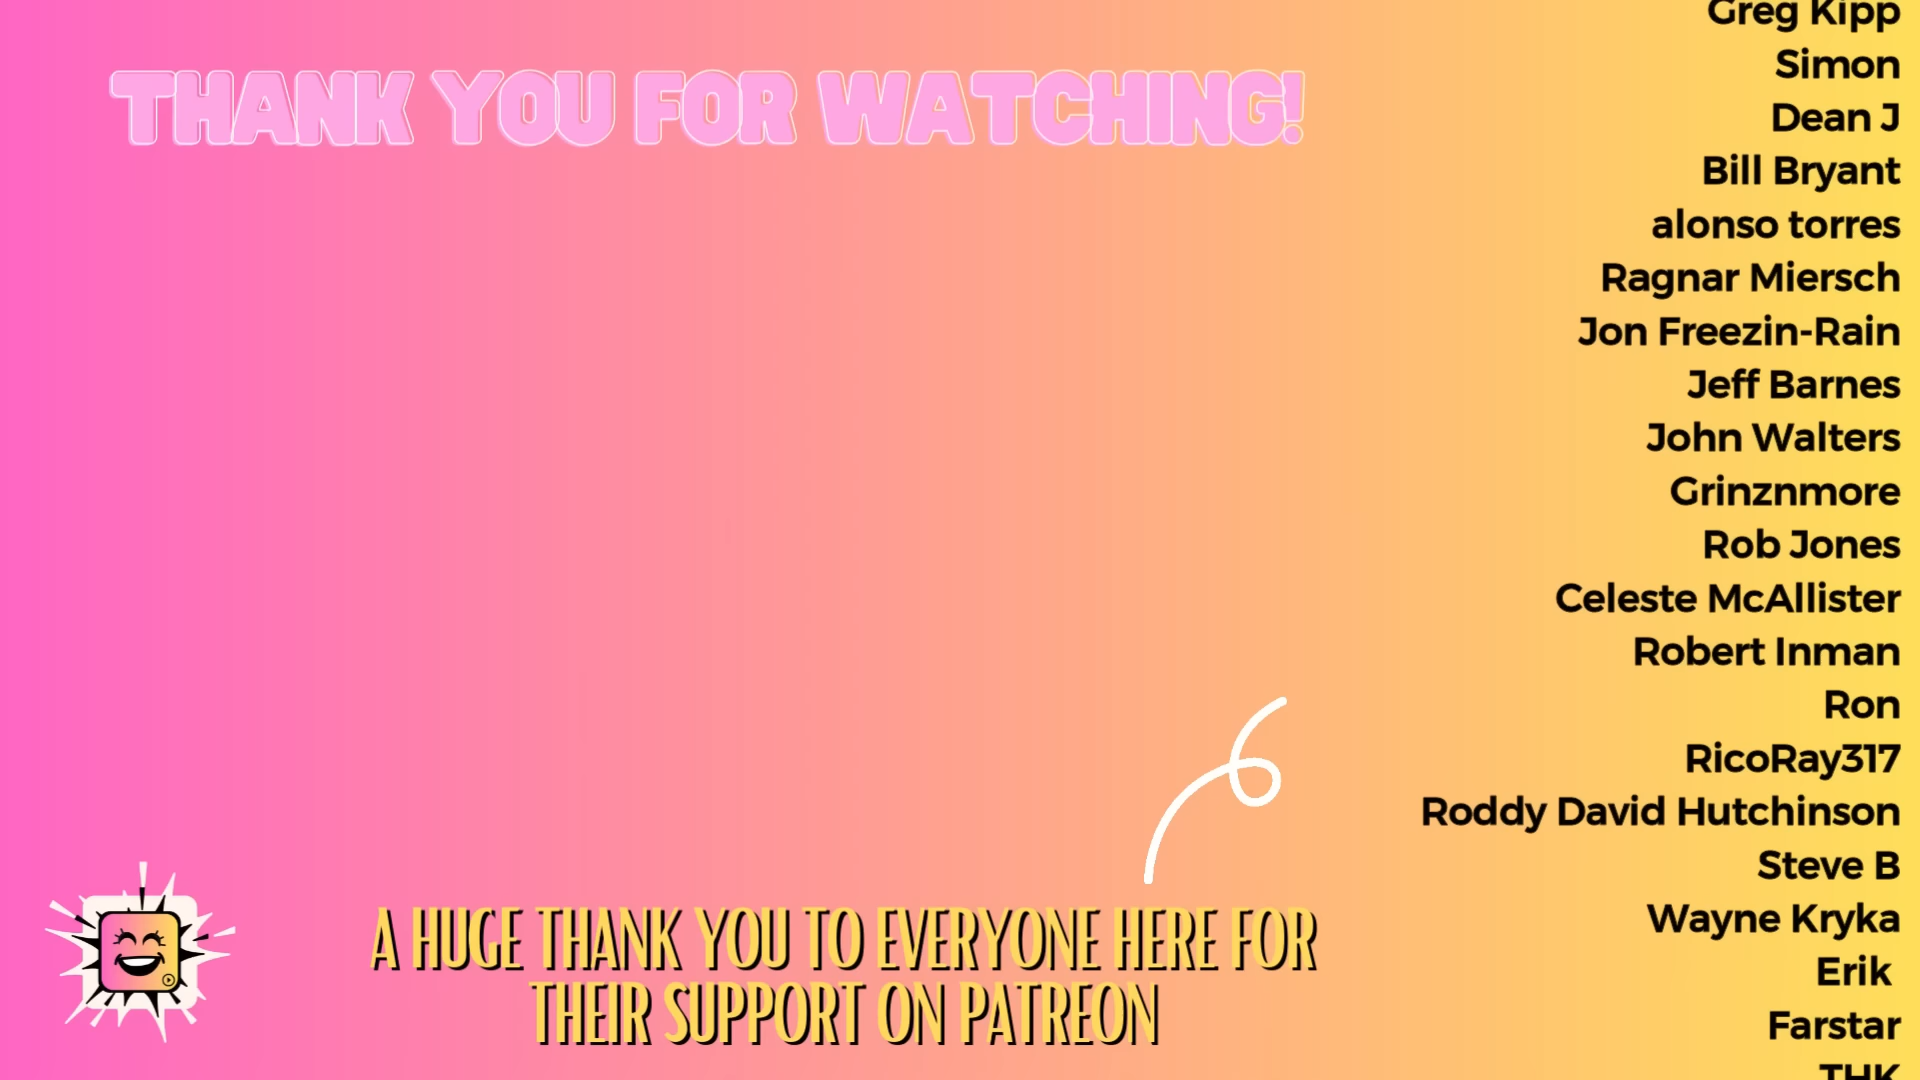 THANK YOU FOR WATCHING!
A HUGE THANK YOU TO EVERYONE HERE FOR
THEIR SUPPORT ON PATREON
Greg Kipp
Simon
Dean J
Bill Bryant
alonso torres
Ragnar Miersch
Jon Freezin-Rain
Jeff Barnes
John Walters
Grinznmore
Rob Jones
Celeste McAllister
Robert Inman
Ron
RicoRay317
Roddy David Hutchinson
Steve B
Wayne Kryka
Erik
Farstar
THK